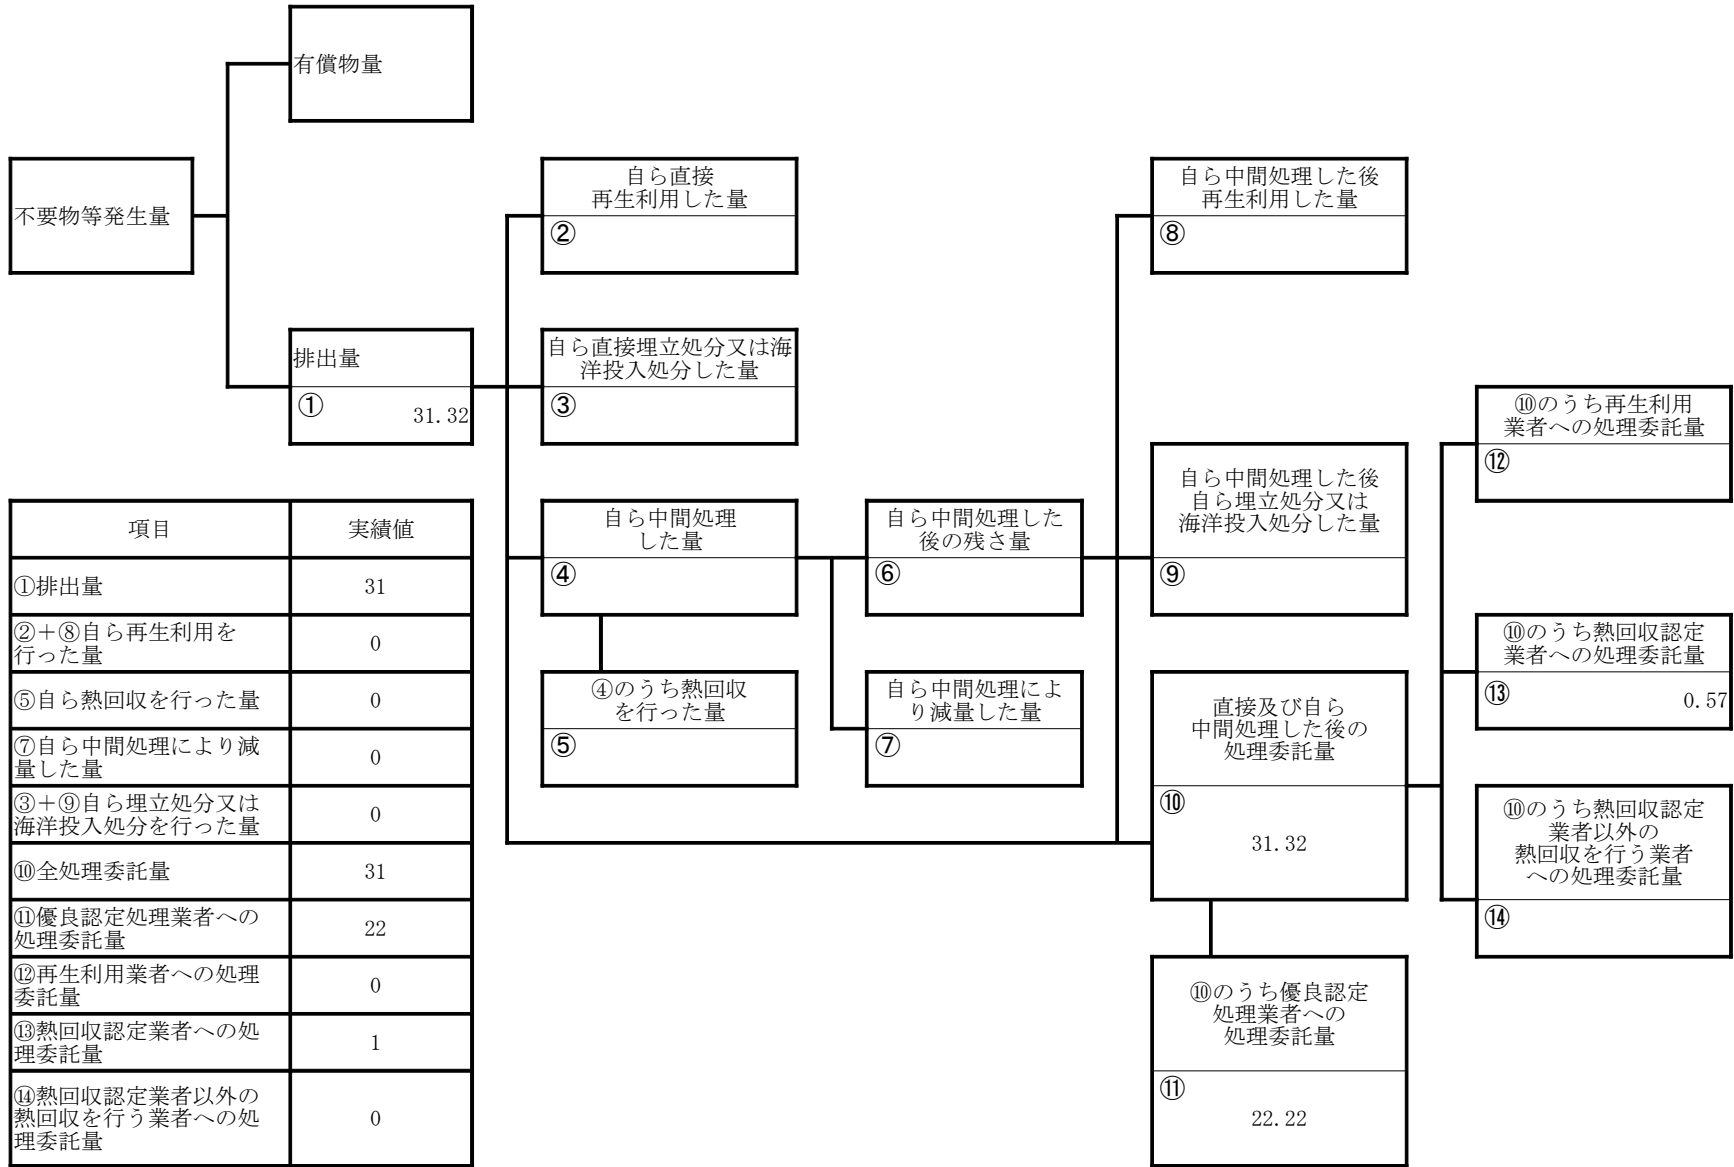 有償物量
不要物等発生量
自ら直接
再生利用した量
②
自ら中間処理した後
再生利用した量
⑧
排出量
① 31.32
自ら直接埋立処分又は海
洋投入処分した量
③
⑩のうち再生利用
業者への処理委託量
⑫
自ら中間処理
した量
④
自ら中間処理した
後の残さ量
⑥
自ら中間処理した後
自ら埋立処分又は
海洋投入処分した量
⑨
④のうち熱回収
を行った量
⑤
自ら中間処理によ
り減量した量
⑦
直接及び自ら
中間処理した後の
処理委託量
⑩
31.32
⑩のうち熱回収認定
業者への処理委託量
⑬ 0.57
⑩のうち熱回収認定
業者以外の
熱回収を行う業者
への処理委託量
⑭
⑩のうち優良認定
処理業者への
処理委託量
⑪
22.22
項目 実績値
①排出量 31
②+⑧自ら再生利用を
行った量 0
⑤自ら熱回収を行った量 0
⑦自ら中間処理により減
量した量 0
③+⑨自ら埋立処分又は
海洋投入処分を行った量 0
⑩全処理委託量 31
⑪優良認定処理業者への
処理委託量 22
⑫再生利用業者への処理
委託量 0
⑬熱回収認定業者への処
理委託量 1
⑭熱回収認定業者以外の
熱回収を行う業者への処
理委託量 0